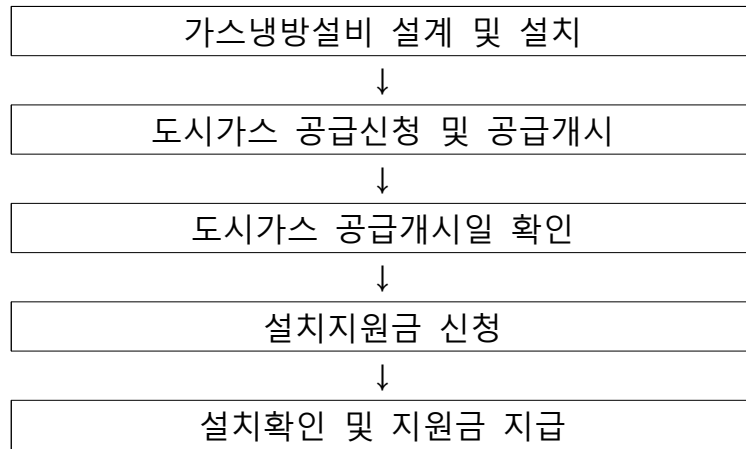 가스냉방설비 설계 및 설치
↓
도시가스 공급신청 및 공급개시
↓
도시가스 공급개시일 확인
↓
설치지원금 신청
↓
설치확인 및 지원금 지급